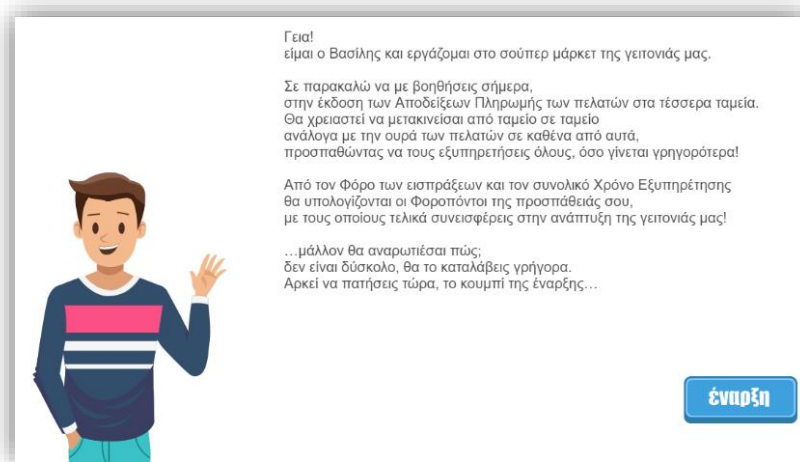 Γεια!
είμαι ο Βασίλης και εργάζομαι στο σούπερ μάρκετ της γειτονιάς μας.
Σε παρακαλώ να με βοηθήσεις σήμερα,
στην έκδοση των Αποδείξεων Πληρωμής των πελατών στα τέσσερα ταμεία.
Θα χρειαστεί να μετακινείσαι από ταμείο σε ταμείο
ανάλογα με την ουρά των πελατών σε καθένα από αυτά,
προσπαθώντας να τους εξυπηρετήσεις όλους, όσο γίνεται γρηγορότερα!
Από τον Φόρο των εισπράξεων και τον συνολικό Χρόνο Εξυπηρέτησης
θα υπολογίζονται οι Φοροπόντοι της προσπάθειάς σου,
με τους οποίους τελικά συνεισφέρεις στην ανάπτυξη της γειτονιάς μας!
…μάλλον θα αναρωτιέσαι πώς;
δεν είναι δύσκολο, θα το καταλάβεις γρήγορα.
Αρκεί να πατήσεις τώρα, το κουμπί της έναρξης…
έναρξη